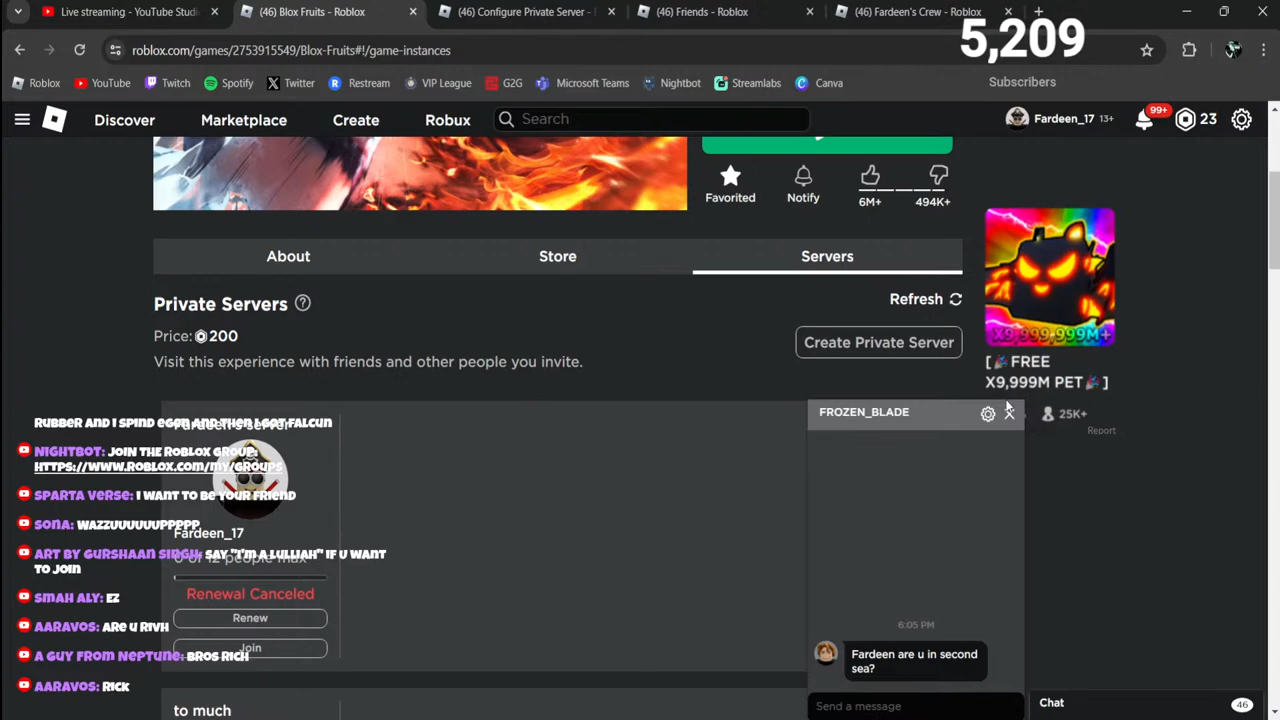 Live streaming - YouTube Studi
(46) Blox Fruits - Roblox
(46) Configure Private Server -
(46) Friends - Roblox
(46) Fardeen's Crew - Roblox
roblox.com/games/2753915549/Blox-Fruits#!/game-instances
5,209
Subscribers
Roblox
YouTube
Twitch
Spotify
Twitter
Restream
VIP League
G2G
Microsoft Teams
Nightbot
Streamlabs
Canva
Discover
Marketplace
Create
Robux
Search
Fardeen_17 13+
99+
23
Favorited
Notify
6M+
494K+
About
Store
Servers
Private Servers
Refresh
Price: 200
Create Private Server
Visit this experience with friends and other people you invite.
X9,999,999M+
[🎉FREE
X9,999M PET🎉]
25K+
Report
RUBBER AND I SPIND EGGU AND THEN I GOT FALCUN
NIGHTBOT: JOIN THE ROBLOX GROUP:
HTTPS://WWW.ROBLOX.COM/MY/GROUPS
SPARTA VERSE: I WANT TO BE YOUR FRIEND
SONA: WAZZUUUUUUPPPPP
ART BY GURSHAAN SINGH: SAY "I'M A LULLIAH" IF U WANT
TO JOIN
SMAH ALY: EZ
AARAVOS: ARE U RIVH
A GUY FROM NEPTUNE: BROS RICH
AARAVOS: RICK
Fardeen_17
0 of 12 people max
Renewal Canceled
Renew
Join
to much
FROZEN_BLADE
6:05 PM
Fardeen are u in second
sea?
Send a message
Chat
46